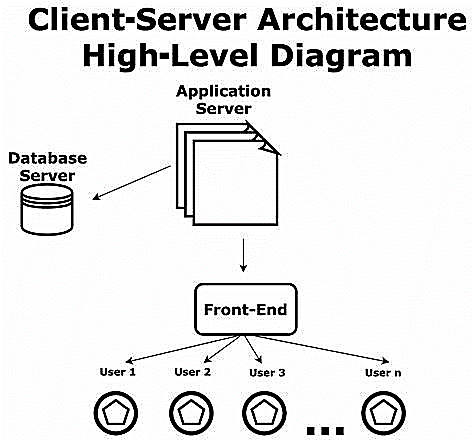 Client-Server Architecture
High-Level Diagram
Application
Server
Database
Server
Front-End
User 1
User 2
User 3
User n
...